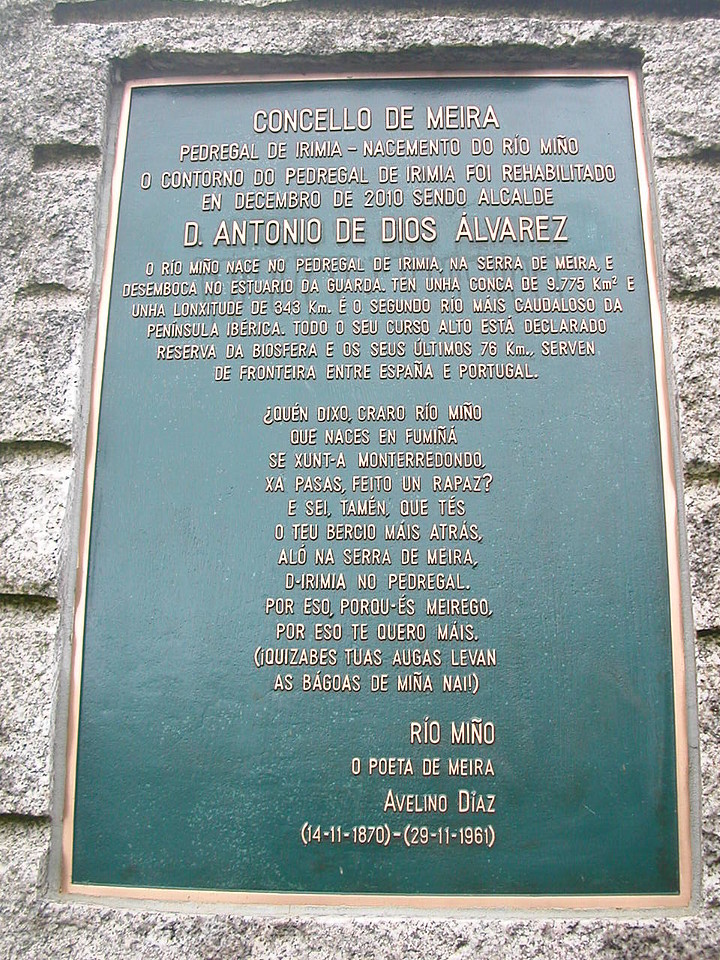 CONCELLO DE MEIRA
PEDREGAL DE IRIMIA – NACEMENTO DO RÍO MIÑO
O CONTORNO DO PEDREGAL DE IRIMIA FOI REHABILITADO
EN DECEMBRO DE 2010 SENDO ALCALDE
D. ANTONIO DE DIOS ÁLVAREZ
O RÍO MIÑO NACE NO PEDREGAL DE IRIMIA, NA SERRA DE MEIRA, E
DESEMBOCA NO ESTUARIO DA GUARDA. TEN UNHA CONCA DE 9.775 Km² E
UNHA LONXITUDE DE 343 Km. É O SEGUNDO RÍO MÁIS CAUDALOSO DA
PENÍNSULA IBÉRICA. TODO O SEU CURSO ALTO ESTÁ DECLARADO
RESERVA DA BIOSFERA E OS SEUS ÚLTIMOS 76 Km., SERVEN
DE FRONTEIRA ENTRE ESPAÑA E PORTUGAL.
¿QUÉN DIXO, CRARO RÍO MIÑO
QUE NACES EN FUMIÑÁ
SE XUNT-A MONTERREDONDO,
XA PASAS, FEITO UN RAPAZ?
E SEI, TAMÉN, QUE TÉS
O TEU BERCIO MÁIS ATRÁS,
ALÓ NA SERRA DE MEIRA,
D-IRIMIA NO PEDREGAL.
POR ESO, PORQU-ÉS MEIREGO,
POR ESO TE QUERO MÁIS.
(¡QUIZABES TUAS AUGAS LEVAN
AS BÁGOAS DE MIÑA NAI!)
RÍO MIÑO
O POETA DE MEIRA
AVELINO DÍAZ
(14-11-1870)-(29-11-1961)